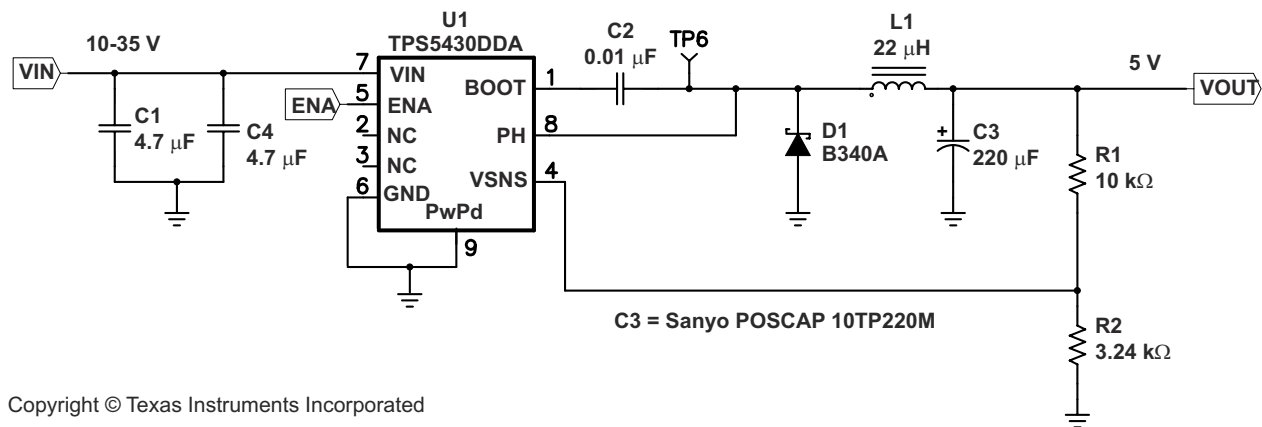 U1
TPS5430DDA
10-35 V
VIN
ENA
7
5
2
3
6
VIN
ENA
NC
NC
GND
BOOT
PH
VSNS
PwPd
1
8
4
9
C1
4.7 μF
C4
4.7 μF
C2
0.01 μF
TP6
L1
22 μH
5 V
VOUT
D1
B340A
+
C3
220 μF
R1
10 kΩ
C3 = Sanyo POSCAP 10TP220M
R2
3.24 kΩ
Copyright © Texas Instruments Incorporated